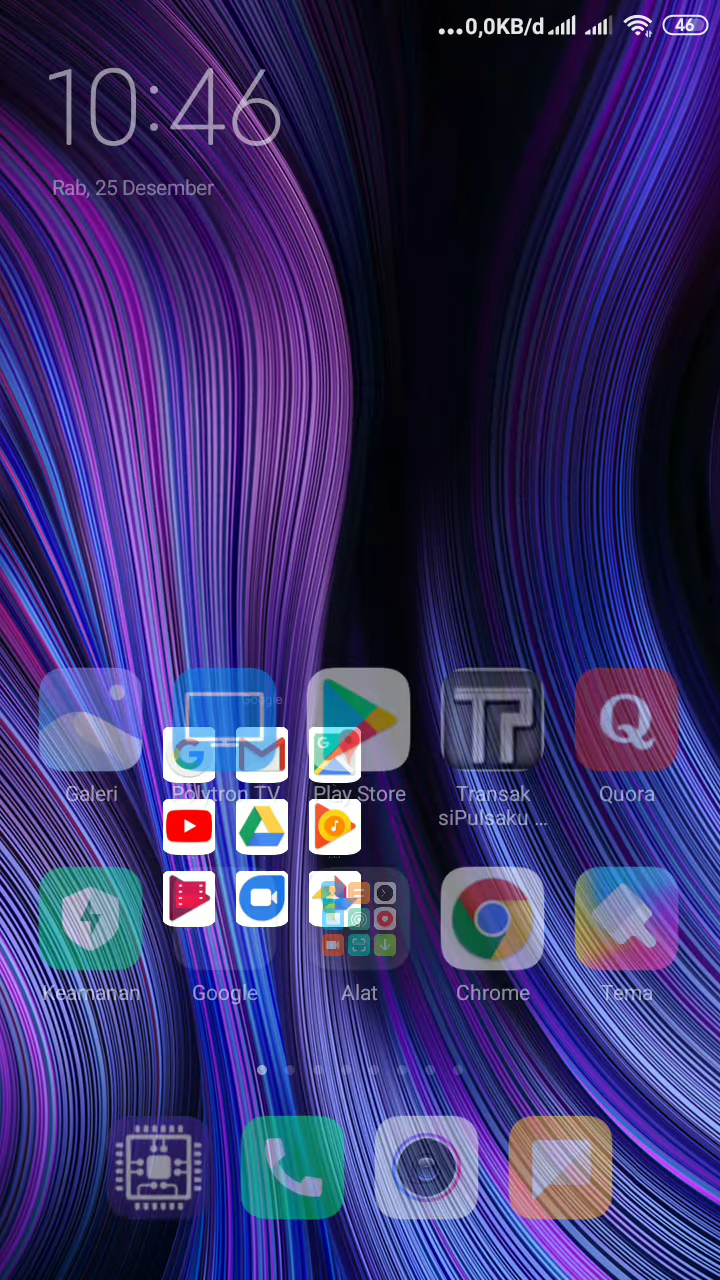 ...0,0KB/d 46
10:46
Rab, 25 Desember
Google
Galeri Polytron TV Play Store Transak siPulsaku ... Quora
Keamanan Google Alat Chrome Tema